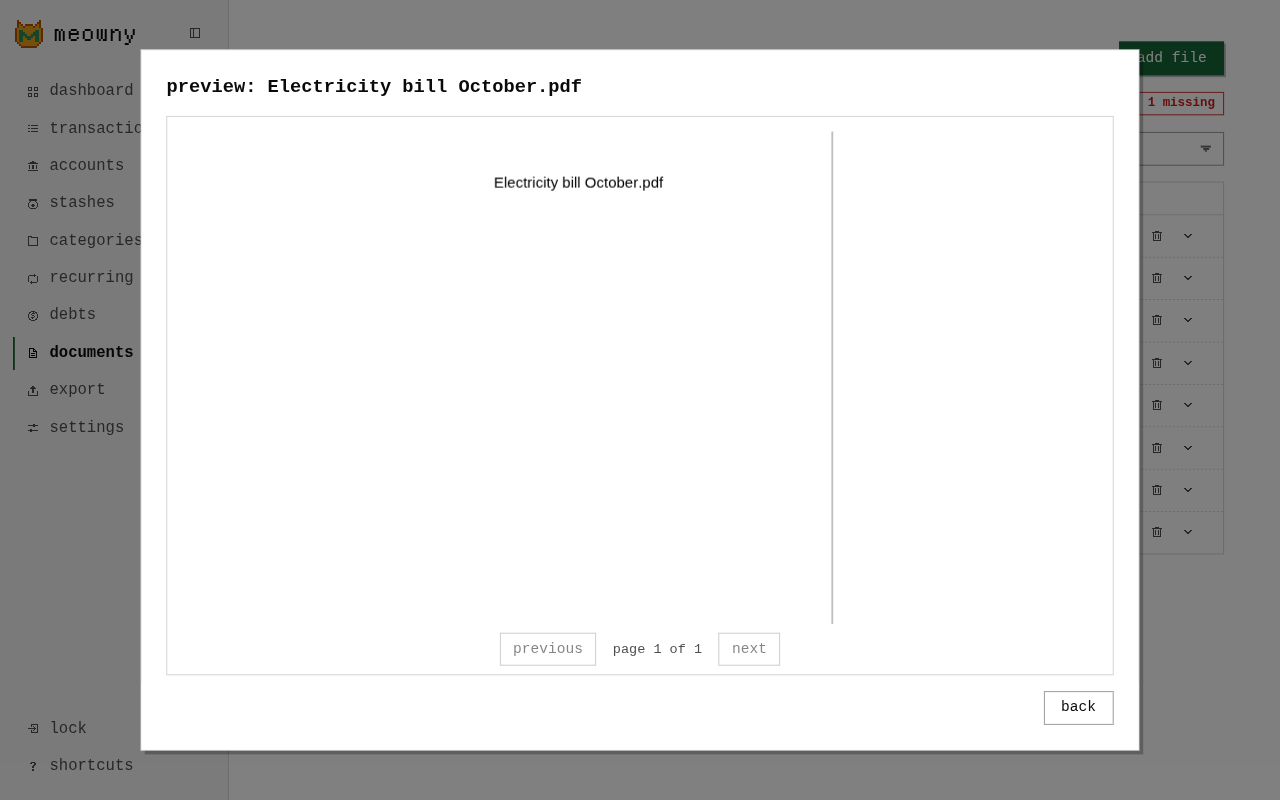 meowny
dashboard
transactio
accounts
stashes
categories
recurring
debts
documents
export
settings
lock
? shortcuts
add file
1 missing
preview: Electricity bill October.pdf
Electricity bill October.pdf
previous
page 1 of 1
next
back